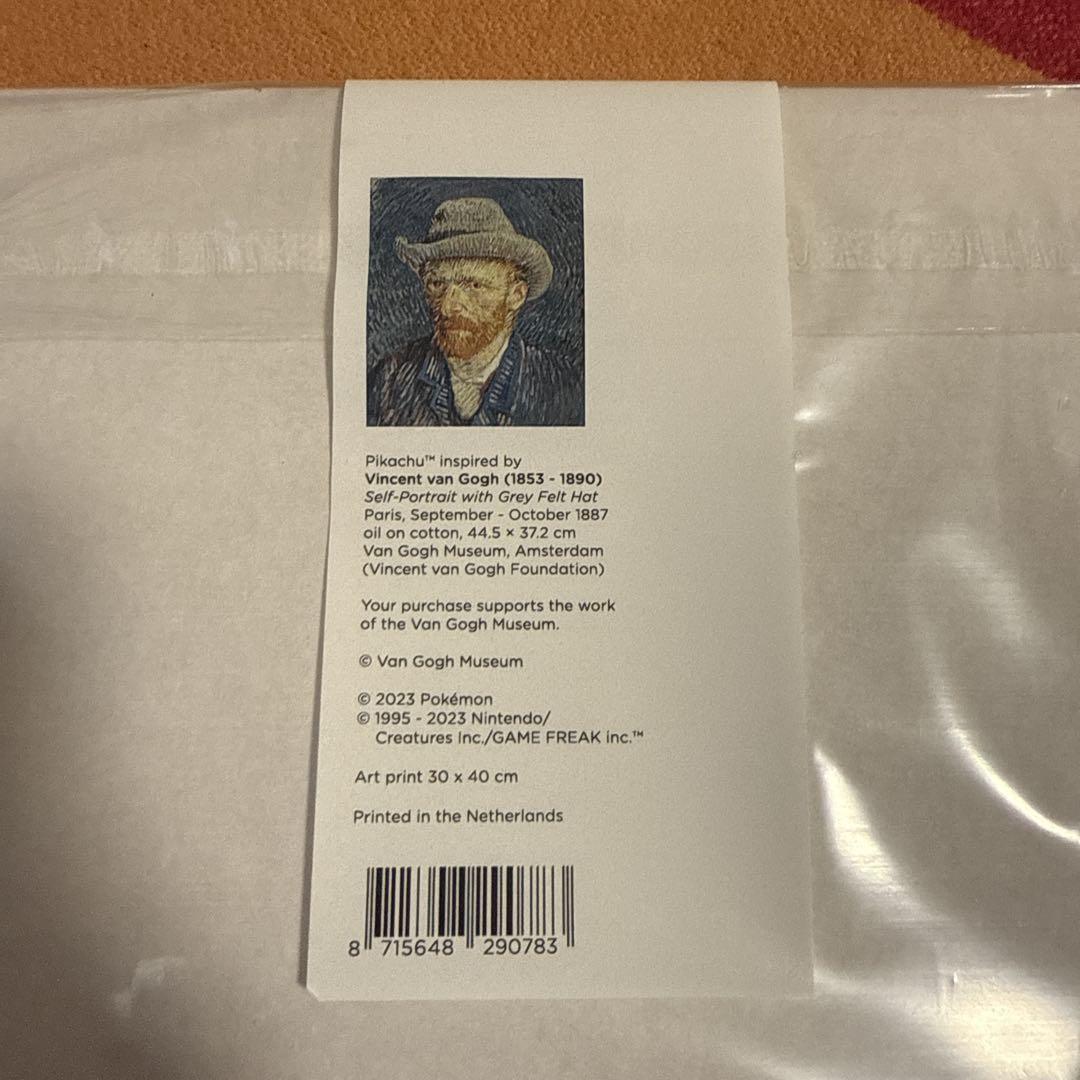 Pikachu™ inspired by
Vincent van Gogh (1853 - 1890)
Self-Portrait with Grey Felt Hat
Paris, September - October 1887
oil on cotton, 44.5 × 37.2 cm
Van Gogh Museum, Amsterdam
(Vincent van Gogh Foundation)
Your purchase supports the work
of the Van Gogh Museum.
© Van Gogh Museum
© 2023 Pokémon
© 1995 - 2023 Nintendo/
Creatures Inc./GAME FREAK inc.™
Art print 30 x 40 cm
Printed in the Netherlands
8 715648 290783